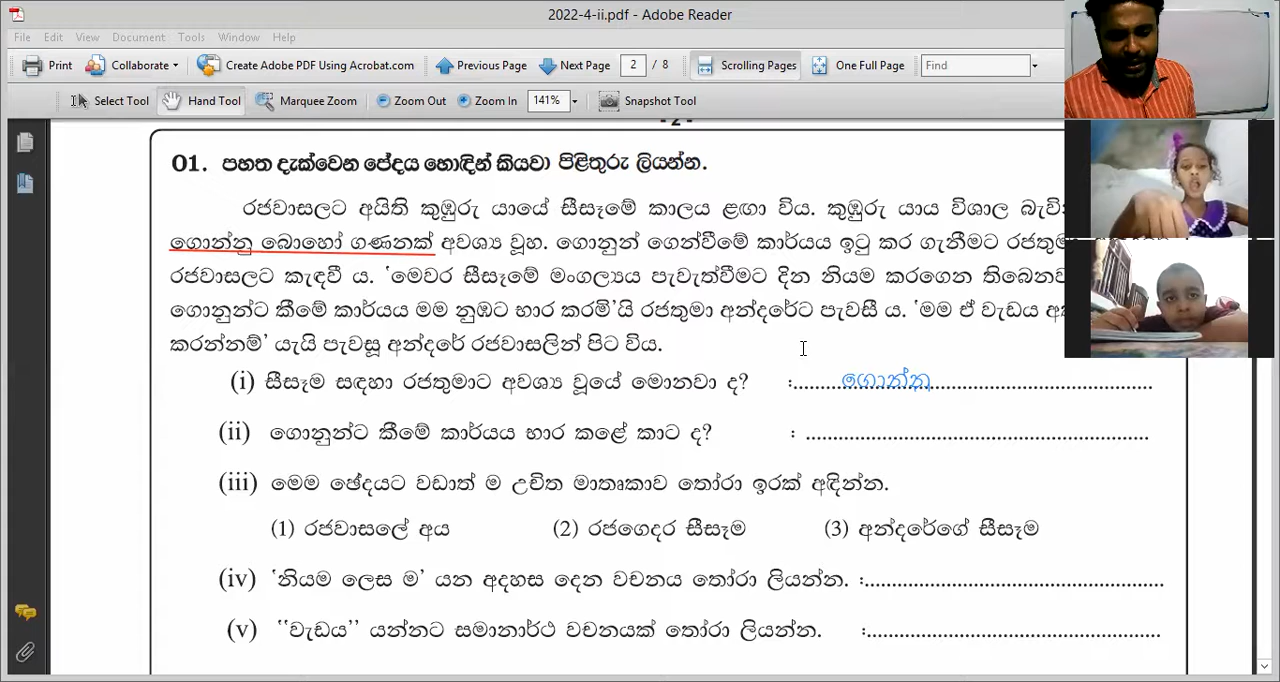 2022-4-ii.pdf - Adobe Reader
File Edit View Document Tools Window Help
Print Collaborate Create Adobe PDF Using Acrobat.com Previous Page Next Page 2 / 8 Scrolling Pages One Full Page Find
Select Tool Hand Tool Marquee Zoom Zoom Out Zoom In 141% Snapshot Tool
- 2 -
01. පහත දැක්වෙන ඡේදය හොඳින් කියවා පිළිතුරු ලියන්න.
රජවාසලට අයිති කුඹුරු යායේ සීසෑමේ කාලය ළඟා විය. කුඹුරු යාය විශාල
ගොන්නු බොහෝ ගණනක් අවශ්‍ය වූහ. ගොනුන් ගෙන්වීමේ කාර්යය ඉටු කර ගැනීමට
රජවාසලට කැඳවී ය. 'මෙවර සීසෑමේ මංගල්‍යය පැවැත්වීමට දින නියම කරගෙන
ගොනුන්ට කීමේ කාර්යය මම නුඹට භාර කරමි'යි රජතුමා අන්දරේට පැවසී ය. 'මම ඒ වැඩය
කරන්නම්' යැයි පැවසූ අන්දරේ රජවාසලින් පිට විය.
(i) සීසෑම සඳහා රජතුමාට අවශ්‍ය වූයේ මොනවා ද? : ගොන්නු
(ii) ගොනුන්ට කීමේ කාර්යය භාර කළේ කාට ද? :
(iii) මෙම ඡේදයට වඩාත් ම උචිත මාතෘකාව තෝරා ඉරක් අඳින්න.
(1) රජවාසලේ අය (2) රජගෙදර සීසෑම (3) අන්දරේගේ සීසෑම
(iv) 'නියම ලෙස ම' යන අදහස දෙන වචනය තෝරා ලියන්න. :
(v) ''වැඩය'' යන්නට සමානාර්ථ වචනයක් තෝරා ලියන්න. :